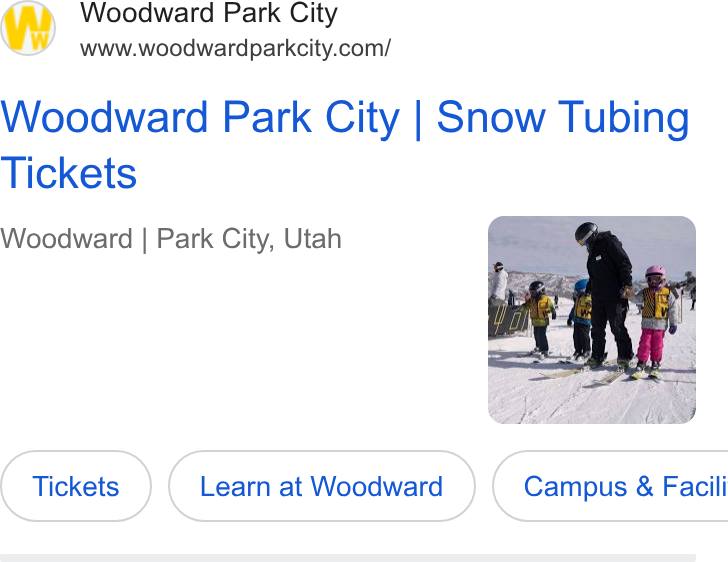 Woodward Park City
www.woodwardparkcity.com/
Woodward Park City | Snow Tubing
Tickets
Woodward | Park City, Utah
Tickets
Learn at Woodward
Campus & Facili